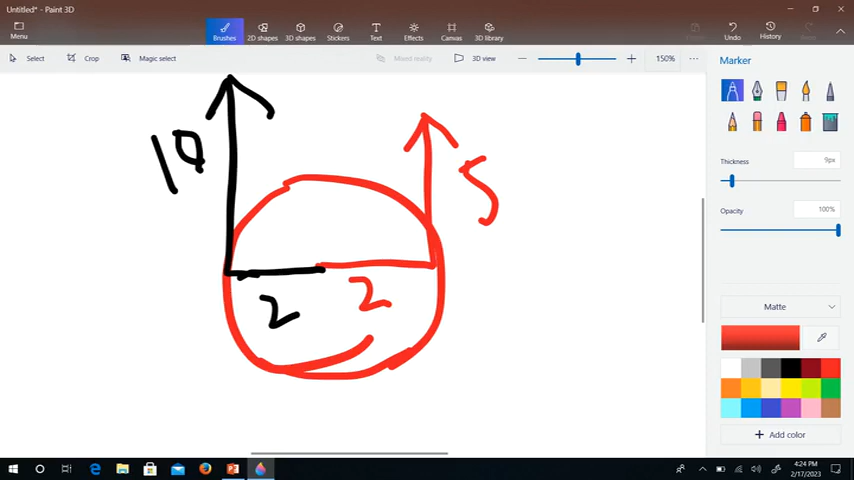 Untitled* - Paint 3D
Menu
Brushes
2D shapes
3D shapes
Stickers
Text
Effects
Canvas
3D library
Undo
History
Select
Crop
Magic select
Mixed reality
3D view
150%
Marker
Thickness
9px
Opacity
100%
Matte
Add color
10
5
2
2
4:24 PM
2/17/2023